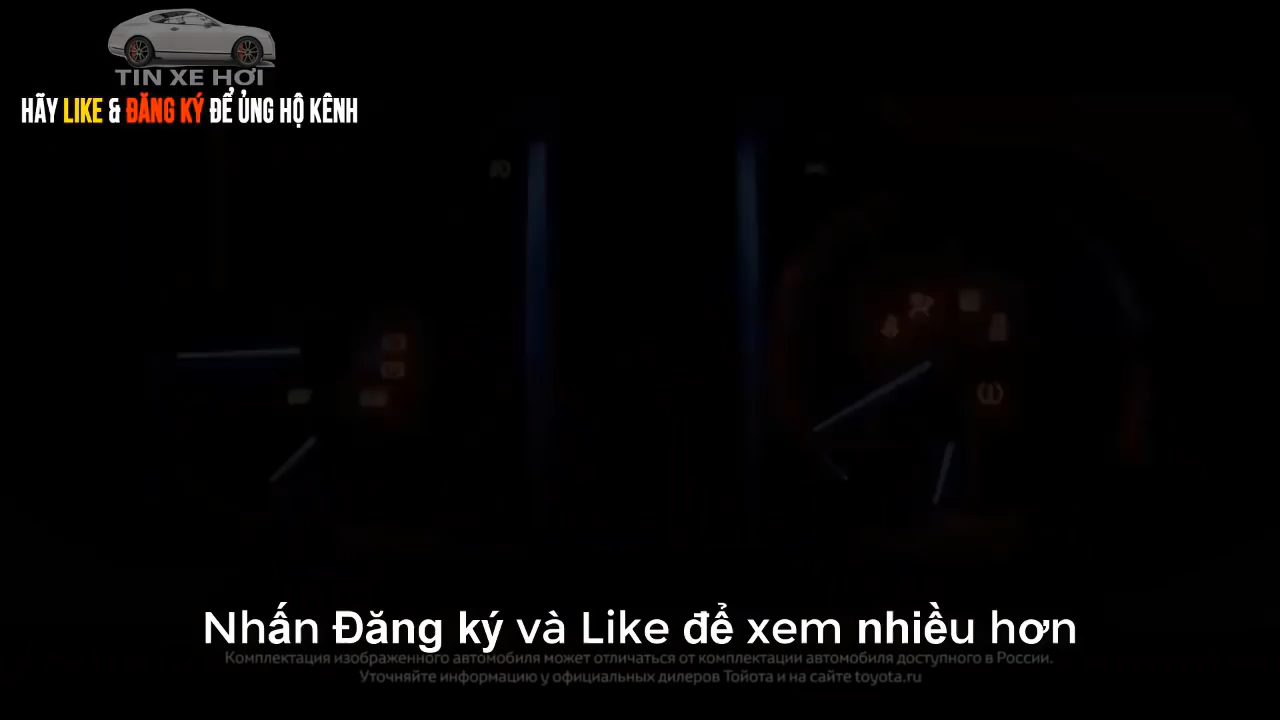 TIN XE HƠI
HÃY LIKE & ĐĂNG KÝ ĐỂ ỦNG HỘ KÊNH
Nhấn Đăng ký và Like để xem nhiều hơn
Комплектация изображенного автомобиля может отличаться от комплектации автомобиля доступного в России.
Уточняйте информацию у официальных дилеров Тойота и на сайте toyota.ru